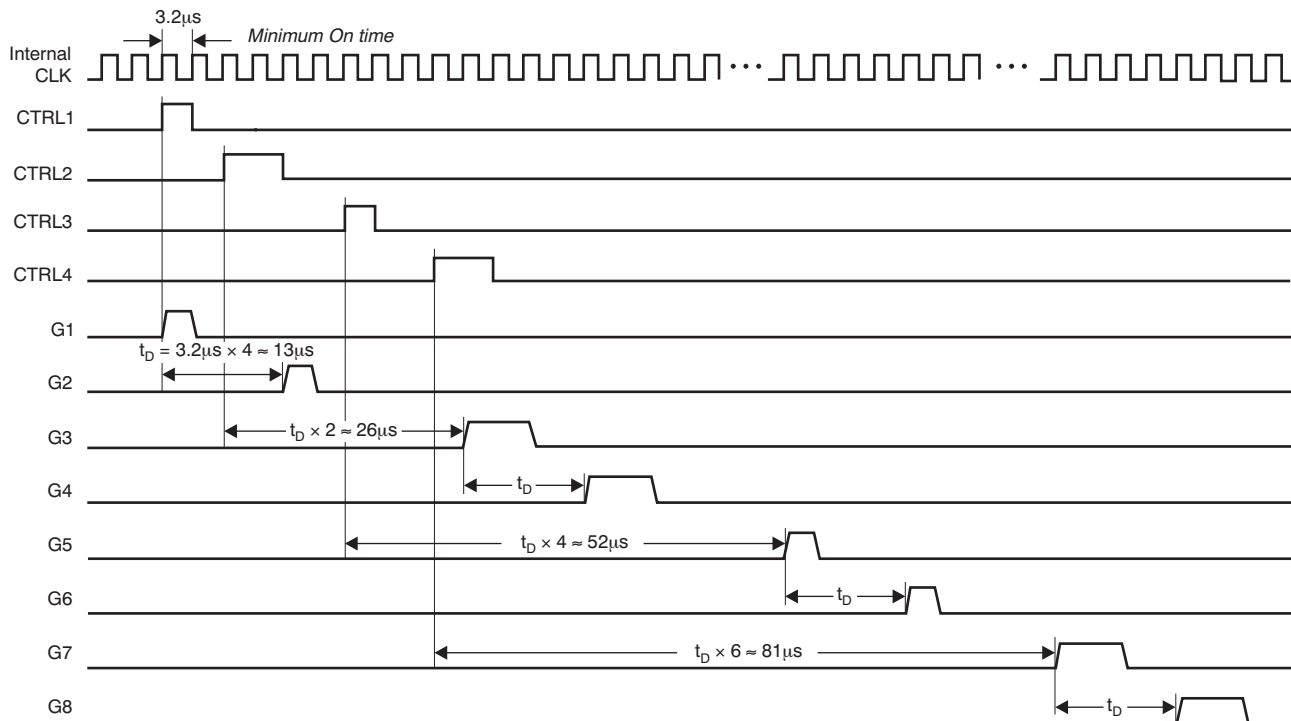 3.2μs
Minimum On time
Internal
CLK
CTRL1
CTRL2
CTRL3
CTRL4
G1
tD = 3.2μs × 4 ≈ 13μs
G2
G3
tD × 2 ≈ 26μs
G4
tD
G5
tD × 4 ≈ 52μs
G6
tD
G7
tD × 6 ≈ 81μs
G8
tD